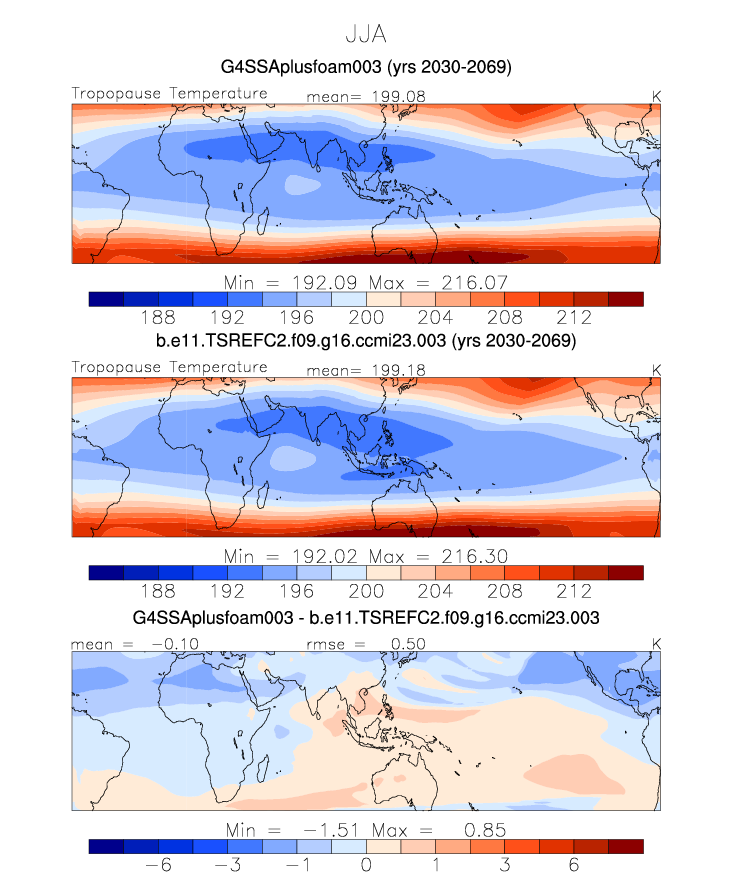 JJA
G4SSAplusfoam003 (yrs 2030-2069)
Tropopause Temperature mean= 199.08 K
Min = 192.09 Max = 216.07
188 192 196 200 204 208 212
b.e11.TSREFC2.f09.g16.ccmi23.003 (yrs 2030-2069)
Tropopause Temperature mean= 199.18 K
Min = 192.02 Max = 216.30
188 192 196 200 204 208 212
G4SSAplusfoam003 - b.e11.TSREFC2.f09.g16.ccmi23.003
mean = -0.10 rmse = 0.50 K
Min = -1.51 Max = 0.85
-6 -3 -1 0 1 3 6